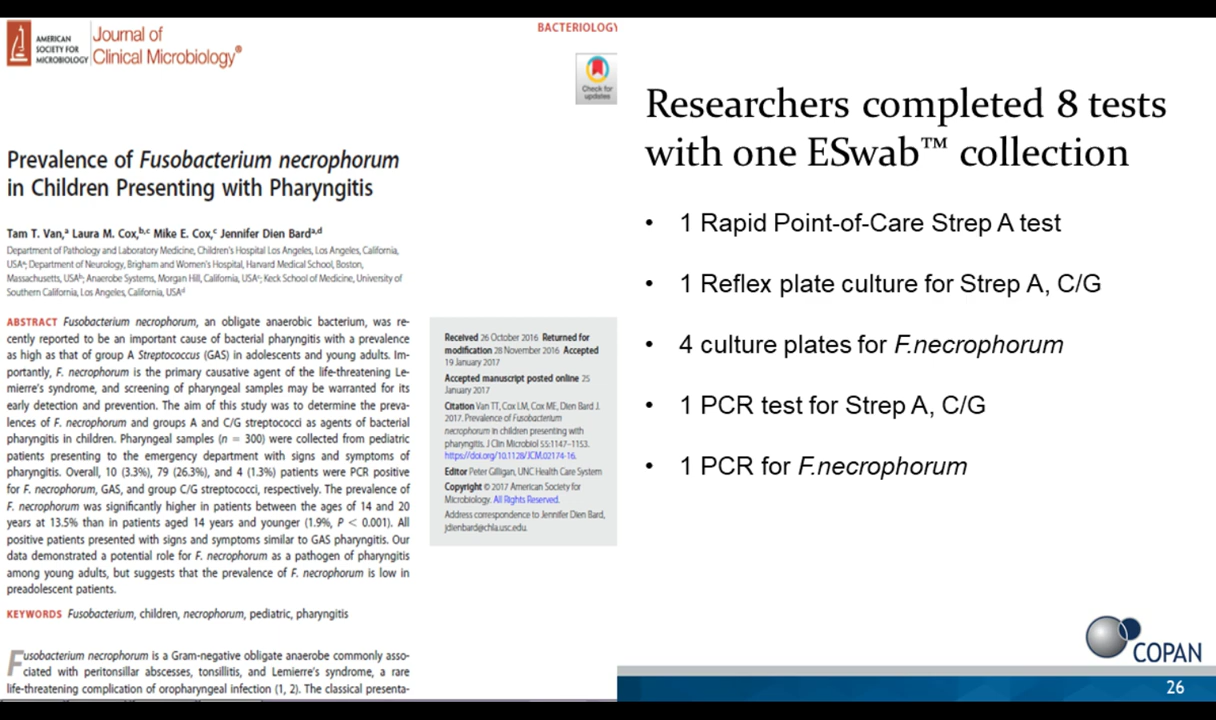 AMERICAN
SOCIETY FOR
MICROBIOLOGY
Journal of
Clinical Microbiology®
BACTERIOLOGY
Check for
updates
Prevalence of Fusobacterium necrophorum
in Children Presenting with Pharyngitis
Tam T. Van,a Laura M. Cox,b,c Mike E. Cox,c Jennifer Dien Barda,d
Department of Pathology and Laboratory Medicine, Children's Hospital Los Angeles, Los Angeles, California,
USAa; Department of Neurology, Brigham and Women's Hospital, Harvard Medical School, Boston,
Massachusetts, USAb; Anaerobe Systems, Morgan Hill, California, USAc; Keck School of Medicine, University of
Southern California, Los Angeles, California, USAd
ABSTRACT Fusobacterium necrophorum, an obligate anaerobic bacterium, was re-
cently reported to be an important cause of bacterial pharyngitis with a prevalence
as high as that of group A Streptococcus (GAS) in adolescents and young adults. Im-
portantly, F. necrophorum is the primary causative agent of the life-threatening Le-
mierre's syndrome, and screening of pharyngeal samples may be warranted for its
early detection and prevention. The aim of this study was to determine the preva-
lences of F. necrophorum and groups A and C/G streptococci as agents of bacterial
pharyngitis in children. Pharyngeal samples (n = 300) were collected from pediatric
patients presenting to the emergency department with signs and symptoms of
pharyngitis. Overall, 10 (3.3%), 79 (26.3%), and 4 (1.3%) patients were PCR positive
for F. necrophorum, GAS, and group C/G streptococci, respectively. The prevalence of
F. necrophorum was significantly higher in patients between the ages of 14 and 20
years at 13.5% than in patients aged 14 years and younger (1.9%, P < 0.001). All
positive patients presented with signs and symptoms similar to GAS pharyngitis. Our
data demonstrated a potential role for F. necrophorum as a pathogen of pharyngitis
among young adults, but suggests that the prevalence of F. necrophorum is low in
preadolescent patients.
KEYWORDS Fusobacterium, children, necrophorum, pediatric, pharyngitis
Fusobacterium necrophorum is a Gram-negative obligate anaerobe commonly asso-
ciated with peritonsillar abscesses, tonsillitis, and Lemierre's syndrome, a rare
life-threatening complication of oropharyngeal infection (1, 2). The classical presenta-
Received 26 October 2016 Returned for
modification 28 November 2016 Accepted
19 January 2017
Accepted manuscript posted online 25
January 2017
Citation Van TT, Cox LM, Cox ME, Dien Bard J.
2017. Prevalence of Fusobacterium
necrophorum in children presenting with
pharyngitis. J Clin Microbiol 55:1147–1153.
https://doi.org/10.1128/JCM.02174-16.
Editor Peter Gilligan, UNC Health Care System
Copyright © 2017 American Society for
Microbiology. All Rights Reserved.
Address correspondence to Jennifer Dien Bard,
jdienbard@chla.usc.edu.
Researchers completed 8 tests
with one ESwab™ collection
• 1 Rapid Point-of-Care Strep A test
• 1 Reflex plate culture for Strep A, C/G
• 4 culture plates for F.necrophorum
• 1 PCR test for Strep A, C/G
• 1 PCR for F.necrophorum
COPAN
26